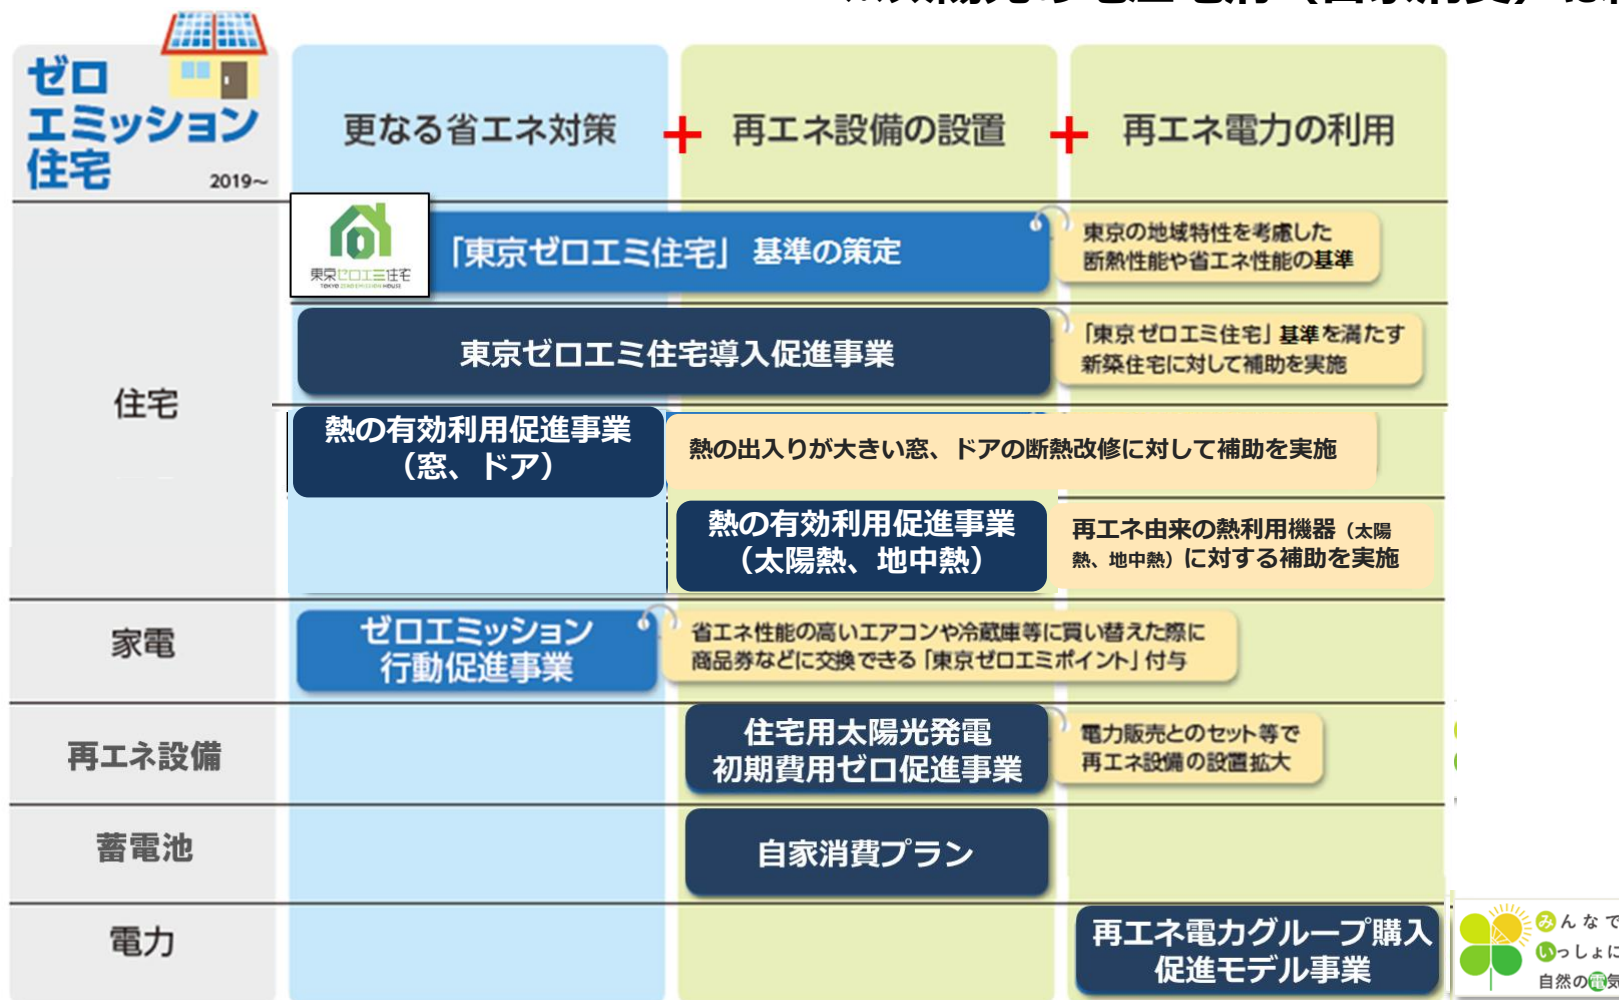 ゼロ
エミッション
住宅
2019～
更なる省エネ対策
＋
再エネ設備の設置
＋
再エネ電力の利用
住宅
東京ゼロエミ住宅
TOKYO ZERO EMISSION HOUSE
「東京ゼロエミ住宅」 基準の策定
東京の地域特性を考慮した
断熱性能や省エネ性能の基準
東京ゼロエミ住宅導入促進事業
「東京ゼロエミ住宅」基準を満たす
新築住宅に対して補助を実施
熱の有効利用促進事業
（窓、ドア）
熱の出入りが大きい窓、ドアの断熱改修に対して補助を実施
熱の有効利用促進事業
（太陽熱、地中熱）
再エネ由来の熱利用機器（太陽
熱、地中熱）に対する補助を実施
家電
ゼロエミッション
行動促進事業
省エネ性能の高いエアコンや冷蔵庫等に買い替えた際に
商品券などに交換できる「東京ゼロエミポイント」付与
再エネ設備
住宅用太陽光発電
初期費用ゼロ促進事業
電力販売とのセット等で
再エネ設備の設置拡大
蓄電池
自家消費プラン
電力
再エネ電力グループ購入
促進モデル事業
みんなで
いっしょに
自然の電気